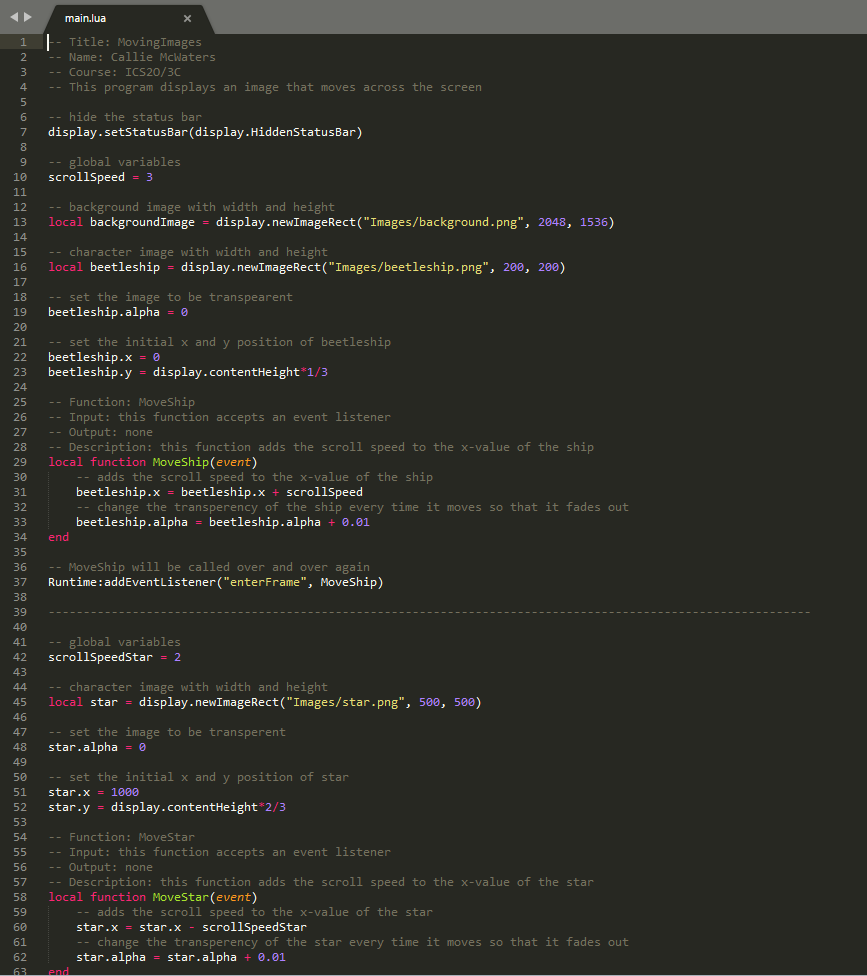 main.lua
1 -- Title: MovingImages
2 -- Name: Callie McWaters
3 -- Course: ICS2O/3C
4 -- This program displays an image that moves across the screen
5
6 -- hide the status bar
7 display.setStatusBar(display.HiddenStatusBar)
8
9 -- global variables
10 scrollSpeed = 3
11
12 -- background image with width and height
13 local backgroundImage = display.newImageRect("Images/background.png", 2048, 1536)
14
15 -- character image with width and height
16 local beetleship = display.newImageRect("Images/beetleship.png", 200, 200)
17
18 -- set the image to be transpearent
19 beetleship.alpha = 0
20
21 -- set the initial x and y position of beetleship
22 beetleship.x = 0
23 beetleship.y = display.contentHeight*1/3
24
25 -- Function: MoveShip
26 -- Input: this function accepts an event listener
27 -- Output: none
28 -- Description: this function adds the scroll speed to the x-value of the ship
29 local function MoveShip(event)
30 -- adds the scroll speed to the x-value of the ship
31 beetleship.x = beetleship.x + scrollSpeed
32 -- change the transperency of the ship every time it moves so that it fades out
33 beetleship.alpha = beetleship.alpha + 0.01
34 end
35
36 -- MoveShip will be called over and over again
37 Runtime:addEventListener("enterFrame", MoveShip)
38
39 -------------------------------------------------------------------------------------------------------------
40
41 -- global variables
42 scrollSpeedStar = 2
43
44 -- character image with width and height
45 local star = display.newImageRect("Images/star.png", 500, 500)
46
47 -- set the image to be transperent
48 star.alpha = 0
49
50 -- set the initial x and y position of star
51 star.x = 1000
52 star.y = display.contentHeight*2/3
53
54 -- Function: MoveStar
55 -- Input: this function accepts an event listener
56 -- Output: none
57 -- Description: this function adds the scroll speed to the x-value of the star
58 local function MoveStar(event)
59 -- adds the scroll speed to the x-value of the star
60 star.x = star.x - scrollSpeedStar
61 -- change the transperency of the star every time it moves so that it fades out
62 star.alpha = star.alpha + 0.01
63 end